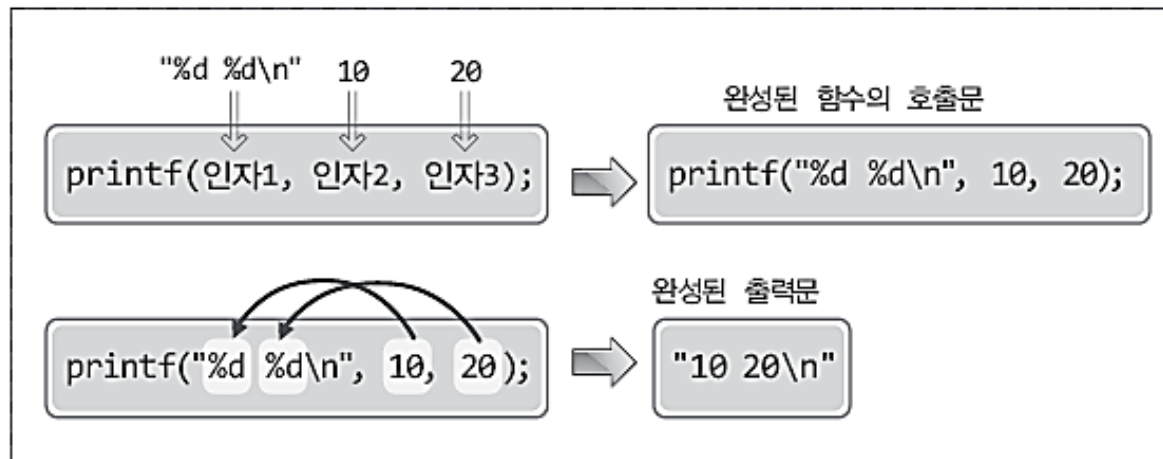 "%d %d\n" 10 20
printf(인자1, 인자2, 인자3);
완성된 함수의 호출문
printf("%d %d\n", 10, 20);
printf("%d %d\n", 10, 20);
완성된 출력문
"10 20\n"